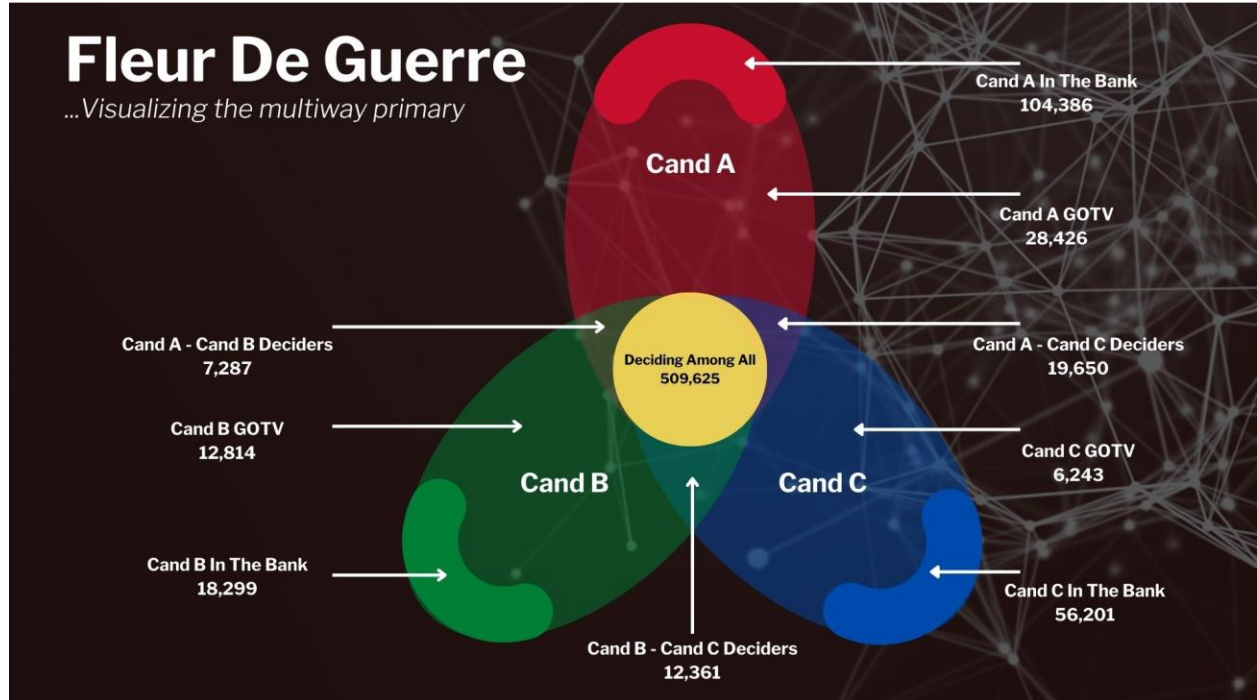 Fleur De Guerre
...Visualizing the multiway primary
Cand A In The Bank
104,386
Cand A
Cand A GOTV
28,426
Cand A - Cand B Deciders
7,287
Deciding Among All
509,625
Cand A - Cand C Deciders
19,650
Cand B GOTV
12,814
Cand B
Cand C
Cand C GOTV
6,243
Cand B In The Bank
18,299
Cand C In The Bank
56,201
Cand B - Cand C Deciders
12,361